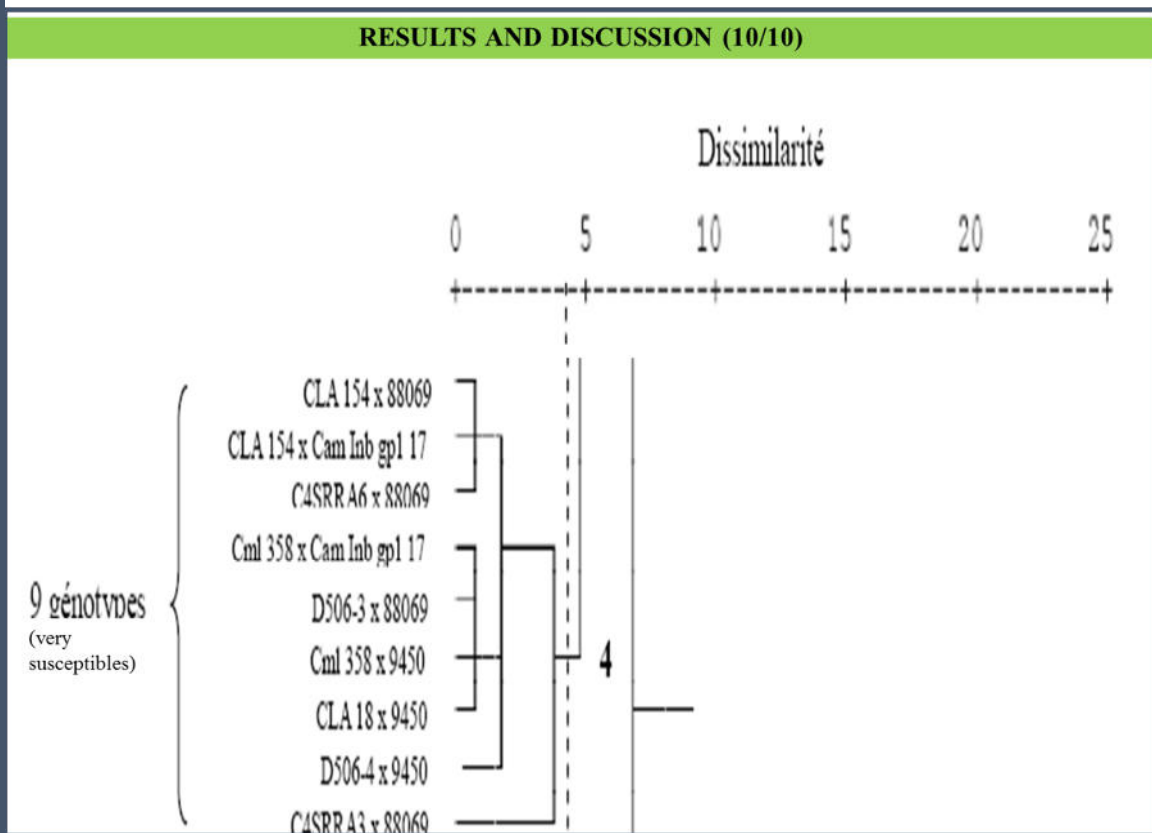 RESULTS AND DISCUSSION (10/10)
Dissimilarité
0 5 10 15 20 25
CLA 154 x 88069
CLA 154 x Cam Inb gp1 17
C4SRR A6 x 88069
Cml 358 x Cam Inb gp1 17
9 génotypes
(very
susceptibles)
D506-3 x 88069
Cml 358 x 9450
4
CLA 18 x 9450
D506-4 x 9450
C4SRR A3 x 88069